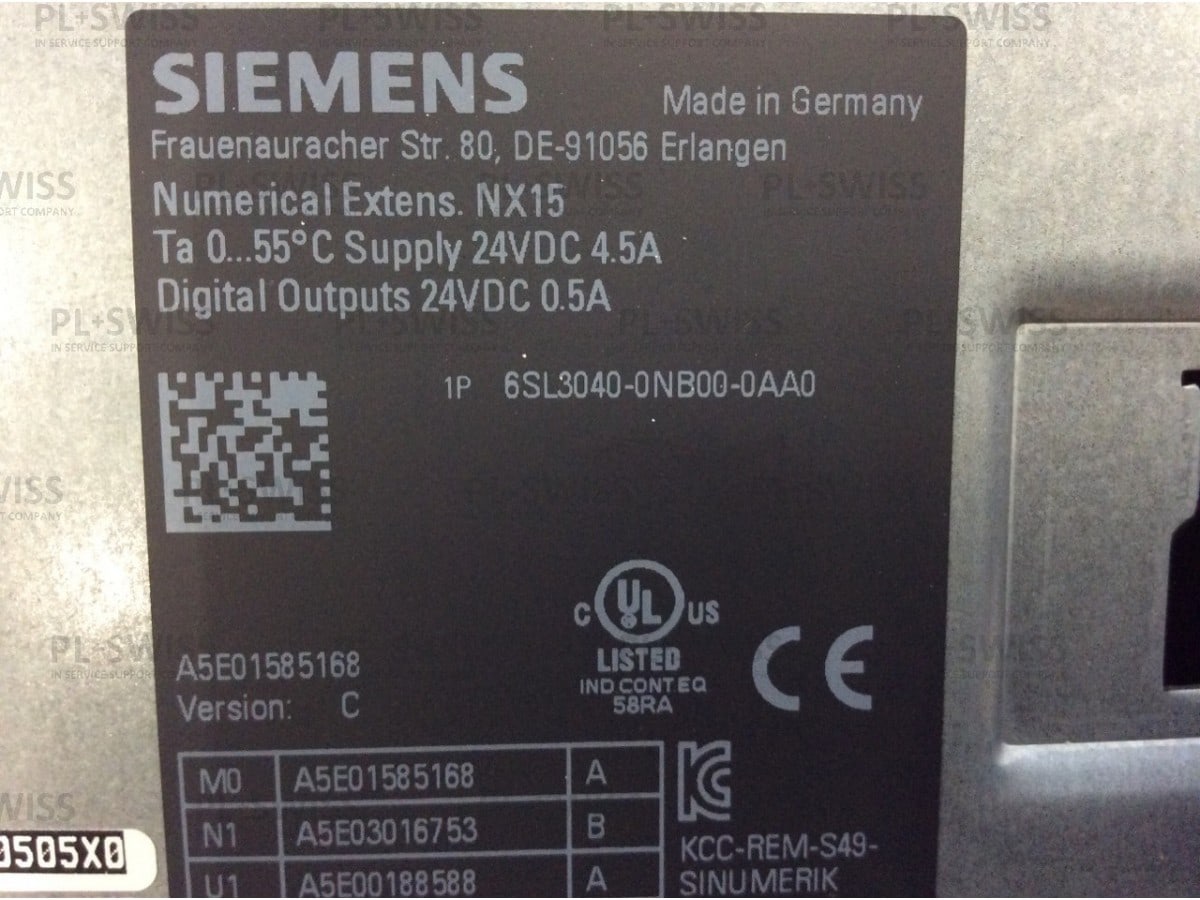 SIEMENS
Made in Germany
Frauenauracher Str. 80, DE-91056 Erlangen
Numerical Extens. NX15
Ta 0...55°C Supply 24VDC 4.5A
Digital Outputs 24VDC 0.5A
1P 6SL3040-0NB00-0AA0
C UL US
LISTED
IND CONT EQ
58RA
CE
A5E01585168
Version: C
M0 A5E01585168 A
N1 A5E03016753 B
U1 A5E00188588 A
KCC-REM-S49-
SINUMERIK
0505X0
PL+SWISS
IN SERVICE SUPPORT COMPANY